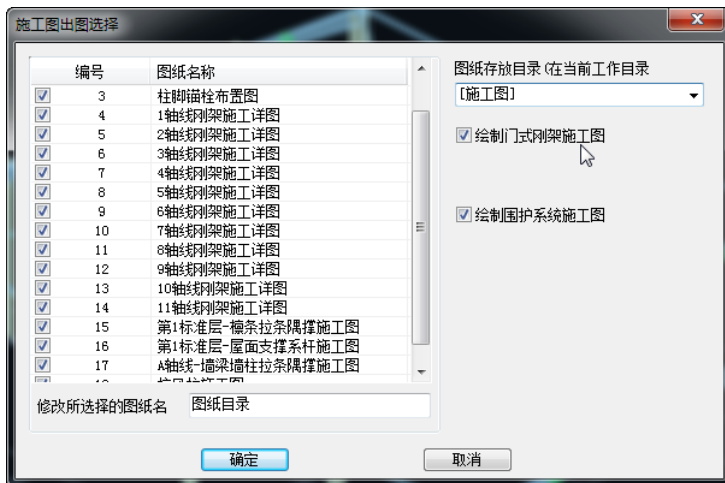 施工图出图选择
编号 图纸名称
3 柱脚锚栓布置图
4 1轴线刚架施工详图
5 2轴线刚架施工详图
6 3轴线刚架施工详图
7 4轴线刚架施工详图
8 5轴线刚架施工详图
9 6轴线刚架施工详图
10 7轴线刚架施工详图
11 8轴线刚架施工详图
12 9轴线刚架施工详图
13 10轴线刚架施工详图
14 11轴线刚架施工详图
15 第1标准层-檩条拉条隅撑施工图
16 第1标准层-屋面支撑系杆施工图
17 A轴线-墙梁墙柱拉条隅撑施工图
修改所选择的图纸名 图纸目录
图纸存放目录(在当前工作目录
[施工图]
绘制门式刚架施工图
绘制围护系统施工图
确定
取消